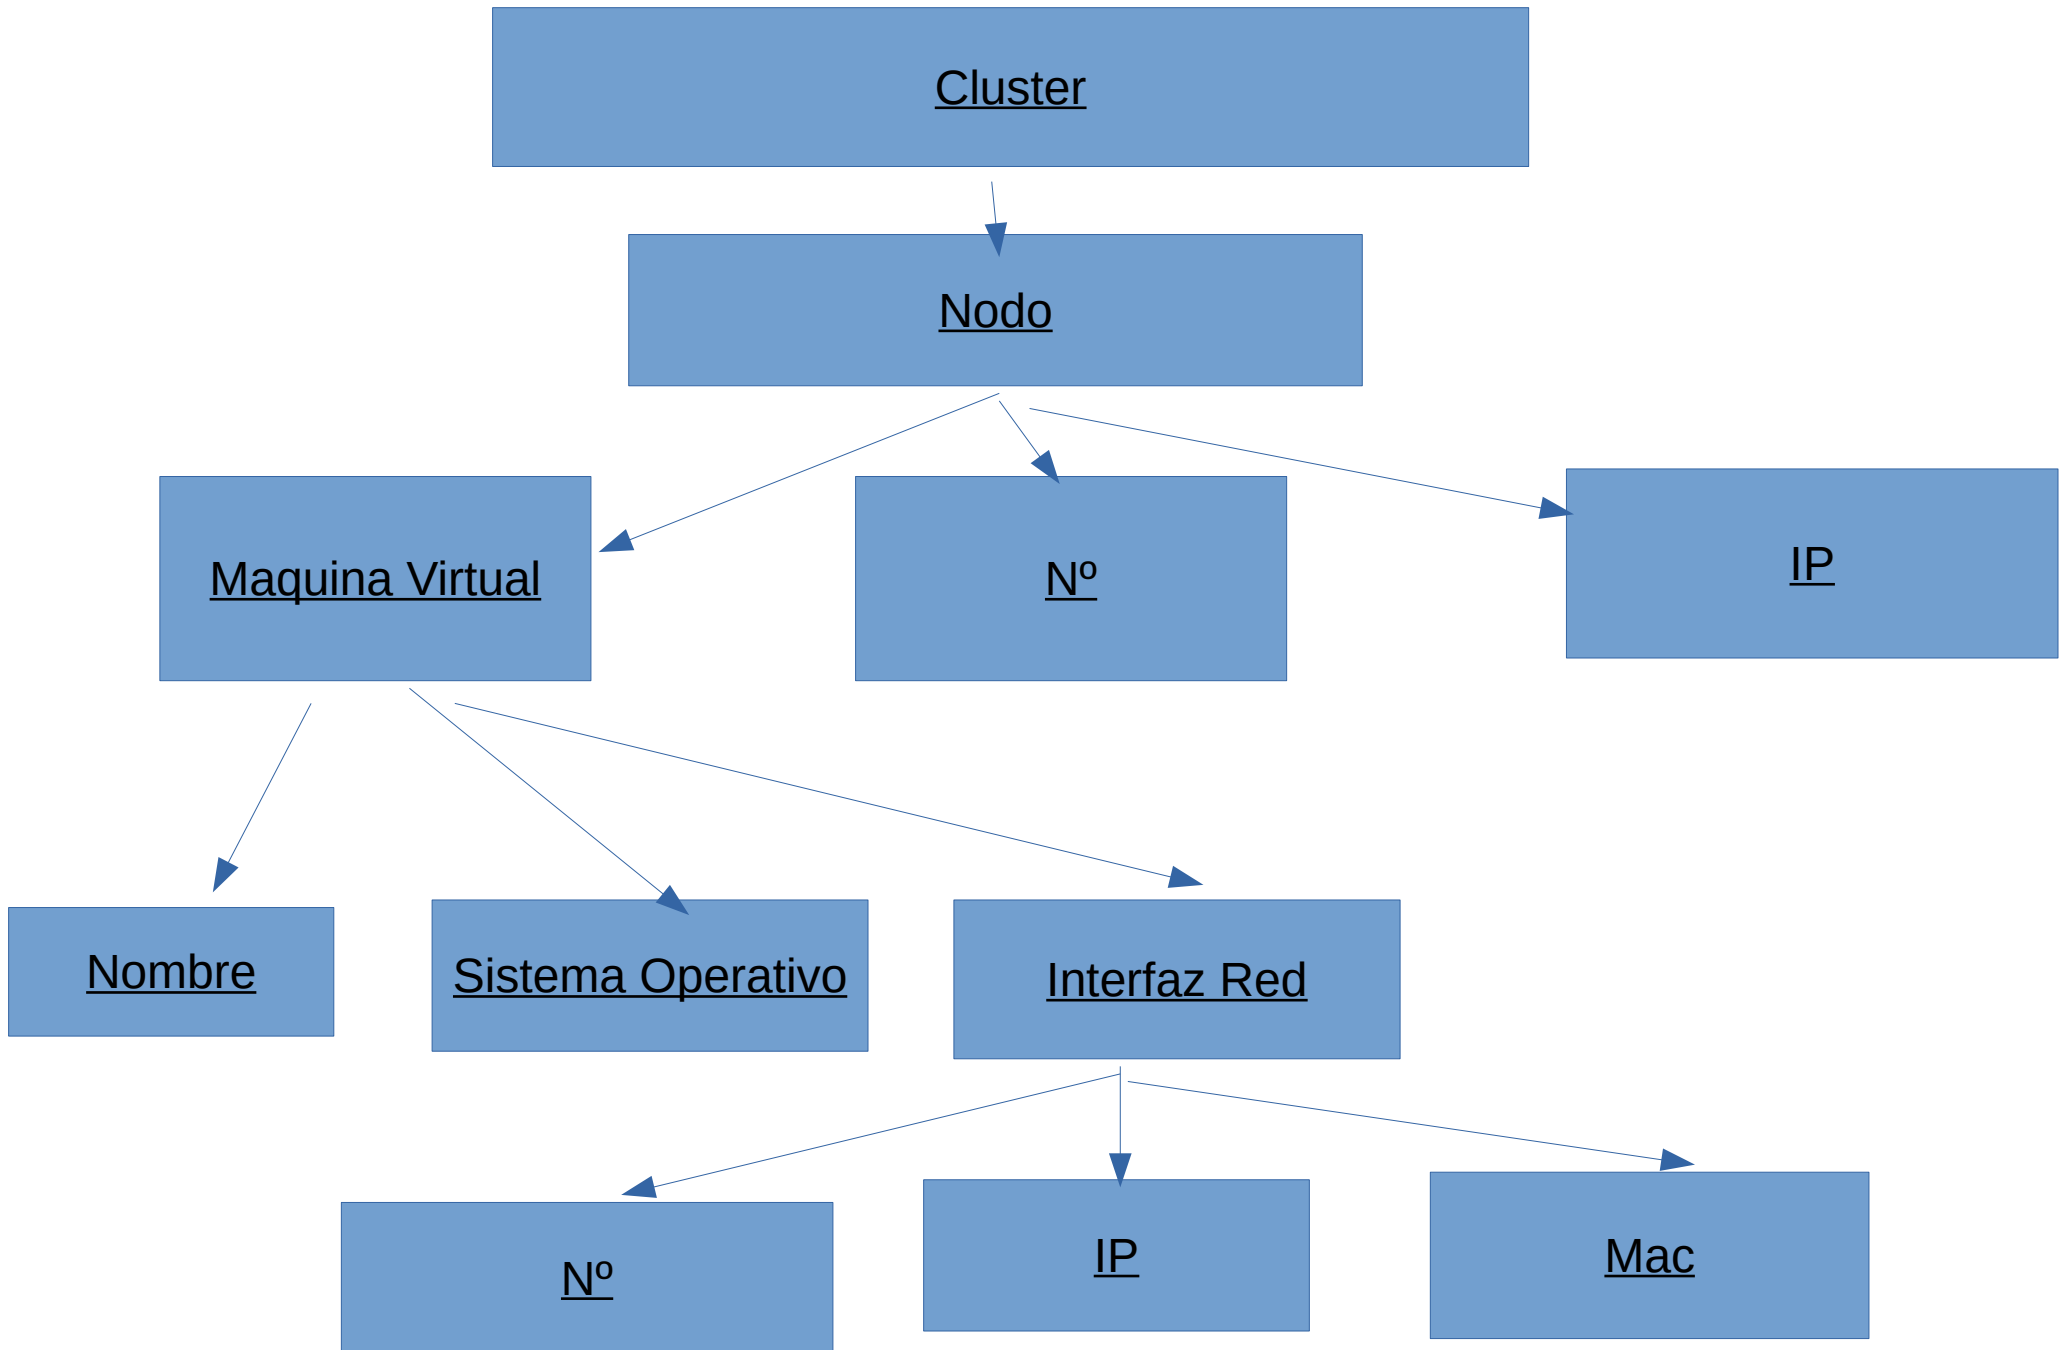 Cluster
Nodo
Maquina Virtual
Nº
IP
Nombre
Sistema Operativo
Interfaz Red
Nº
IP
Mac